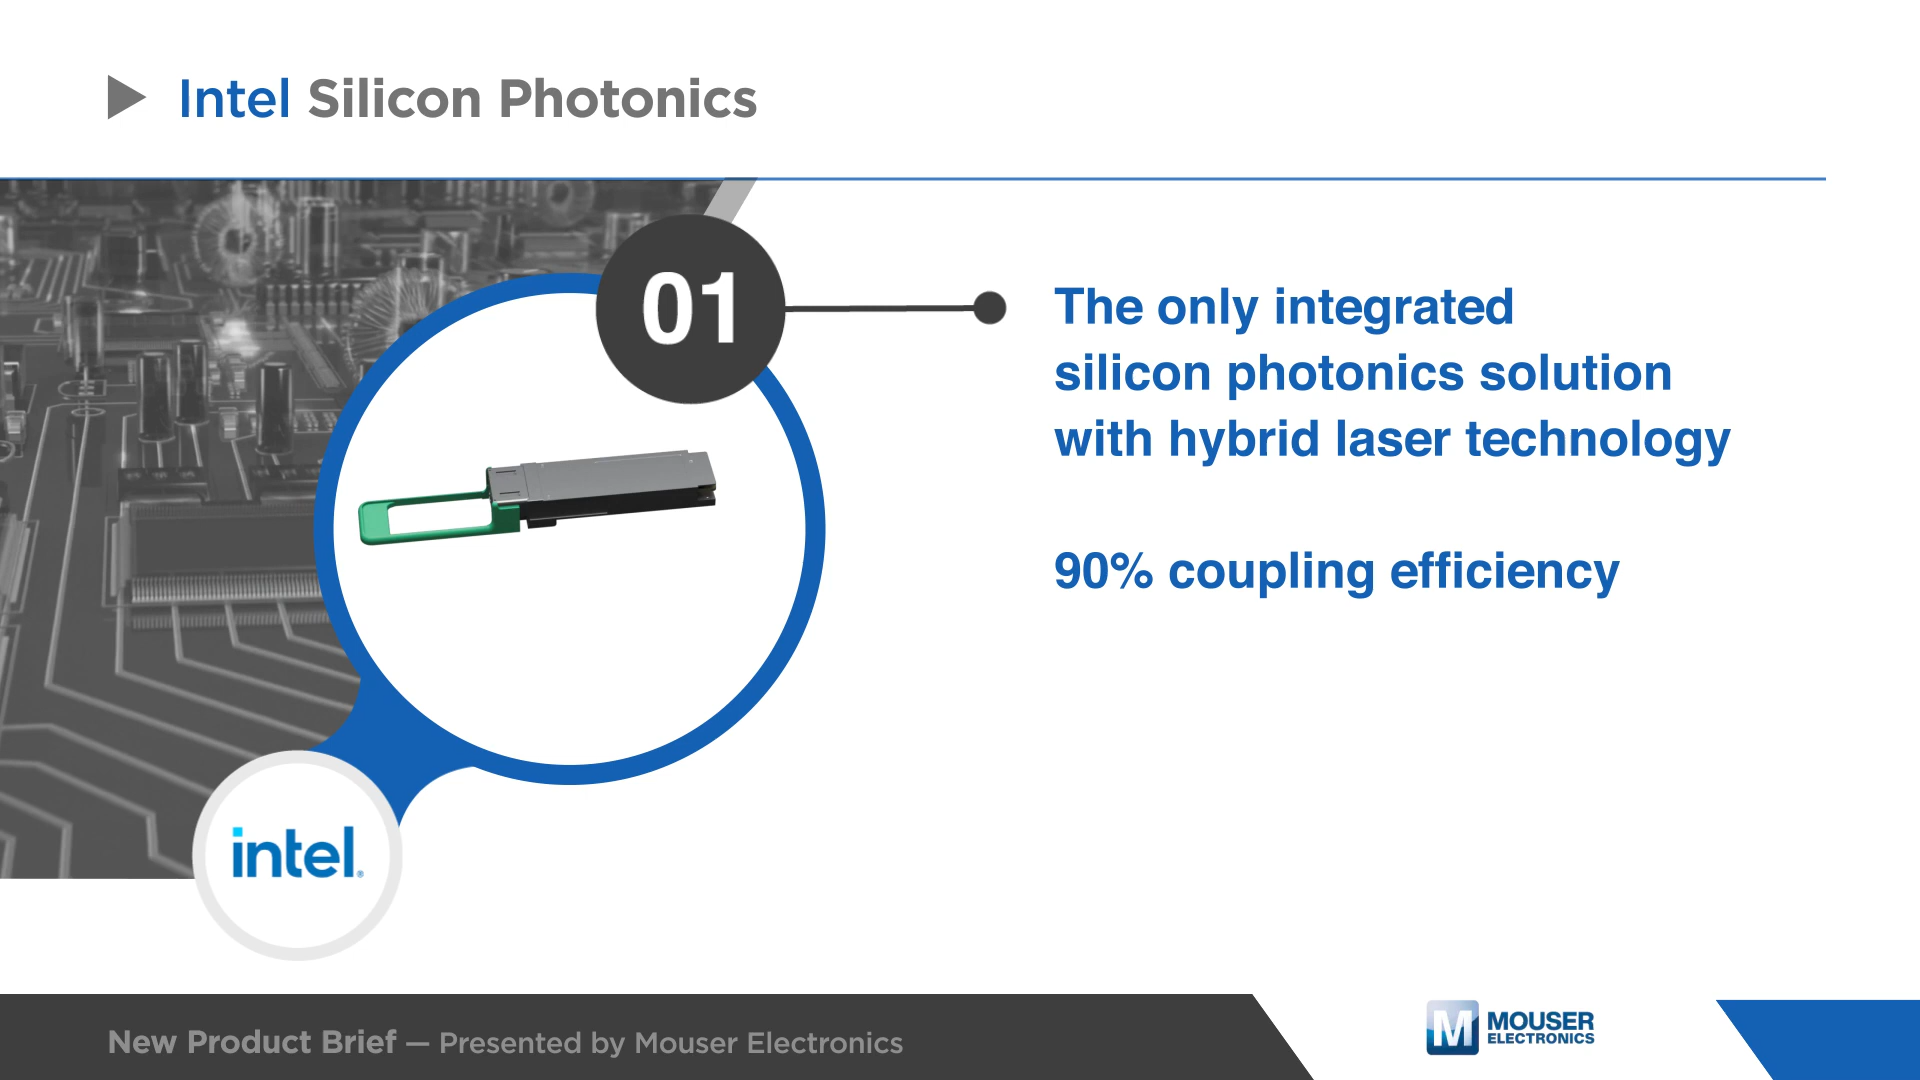 Intel Silicon Photonics
01
The only integrated
silicon photonics solution
with hybrid laser technology
90% coupling efficiency
intel®
New Product Brief — Presented by Mouser Electronics
M MOUSER
ELECTRONICS